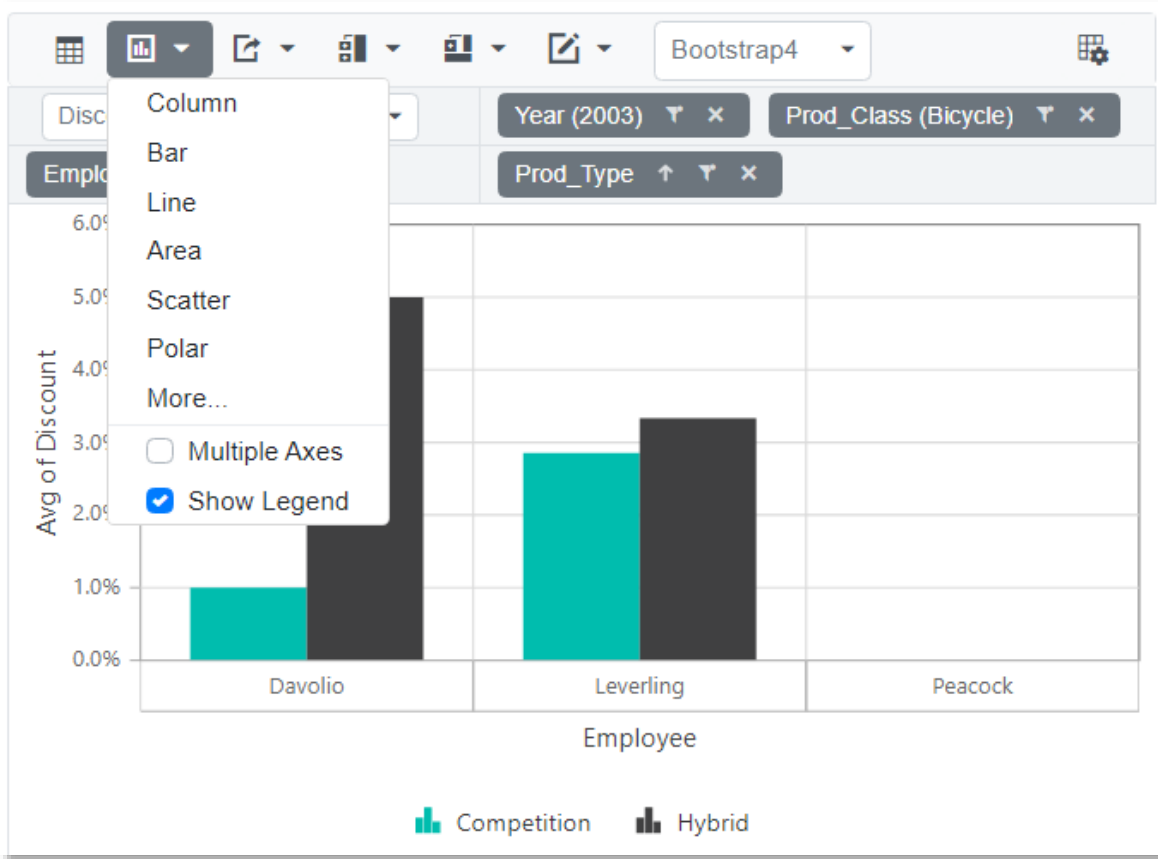 Bootstrap4
Column
Disc
Year (2003)
Prod_Class (Bicycle)
Bar
Emplo
Prod_Type
Line
Area
Scatter
Polar
More...
Multiple Axes
Show Legend
6.0%
5.0%
4.0%
3.0%
2.0%
1.0%
0.0%
Avg of Discount
Davolio Leverling Peacock
Employee
Competition Hybrid